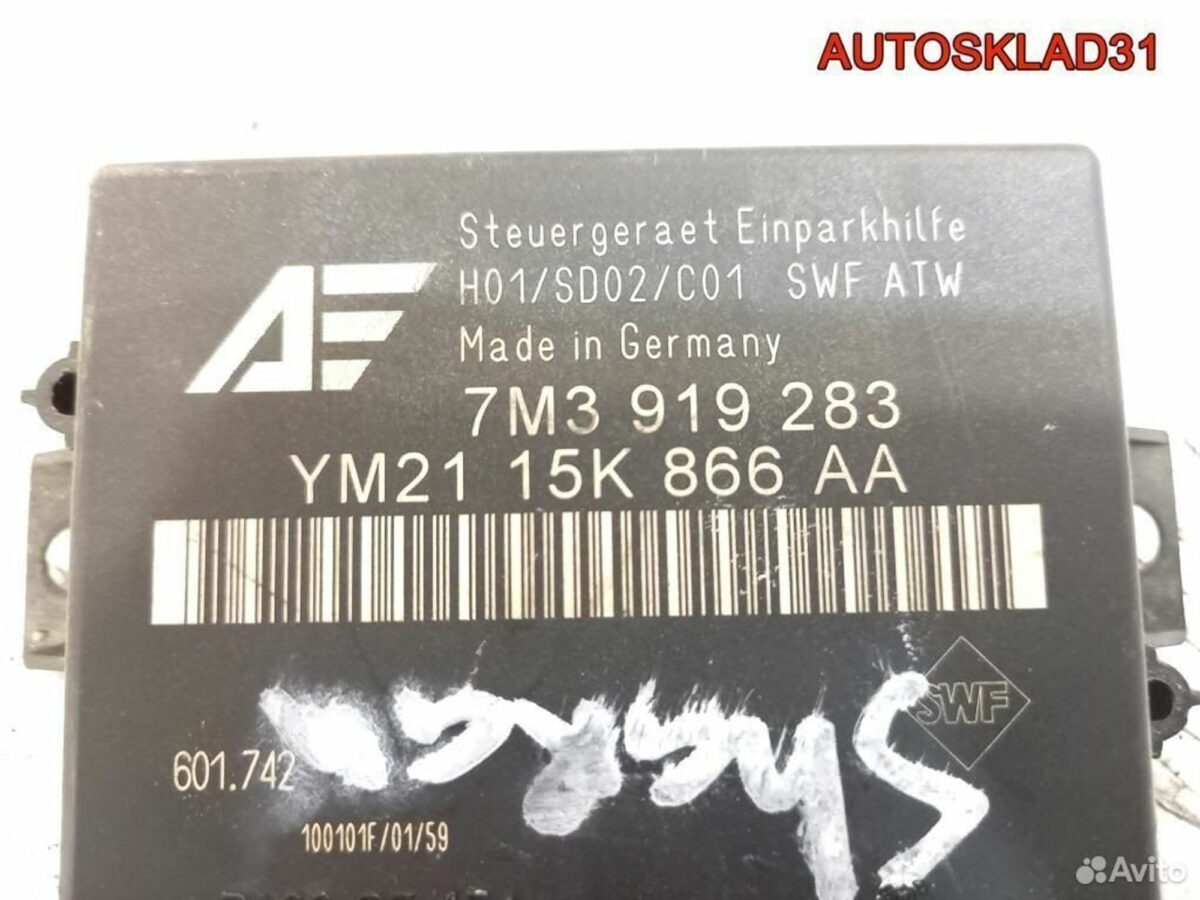 AUTOSKLAD31
Steuergeraet Einparkhilfe
H01/SD02/C01 SWF ATW
AF
Made in Germany
7M3 919 283
YM21 15K 866 AA
SWF
601.742
100101F/01/59
Avito